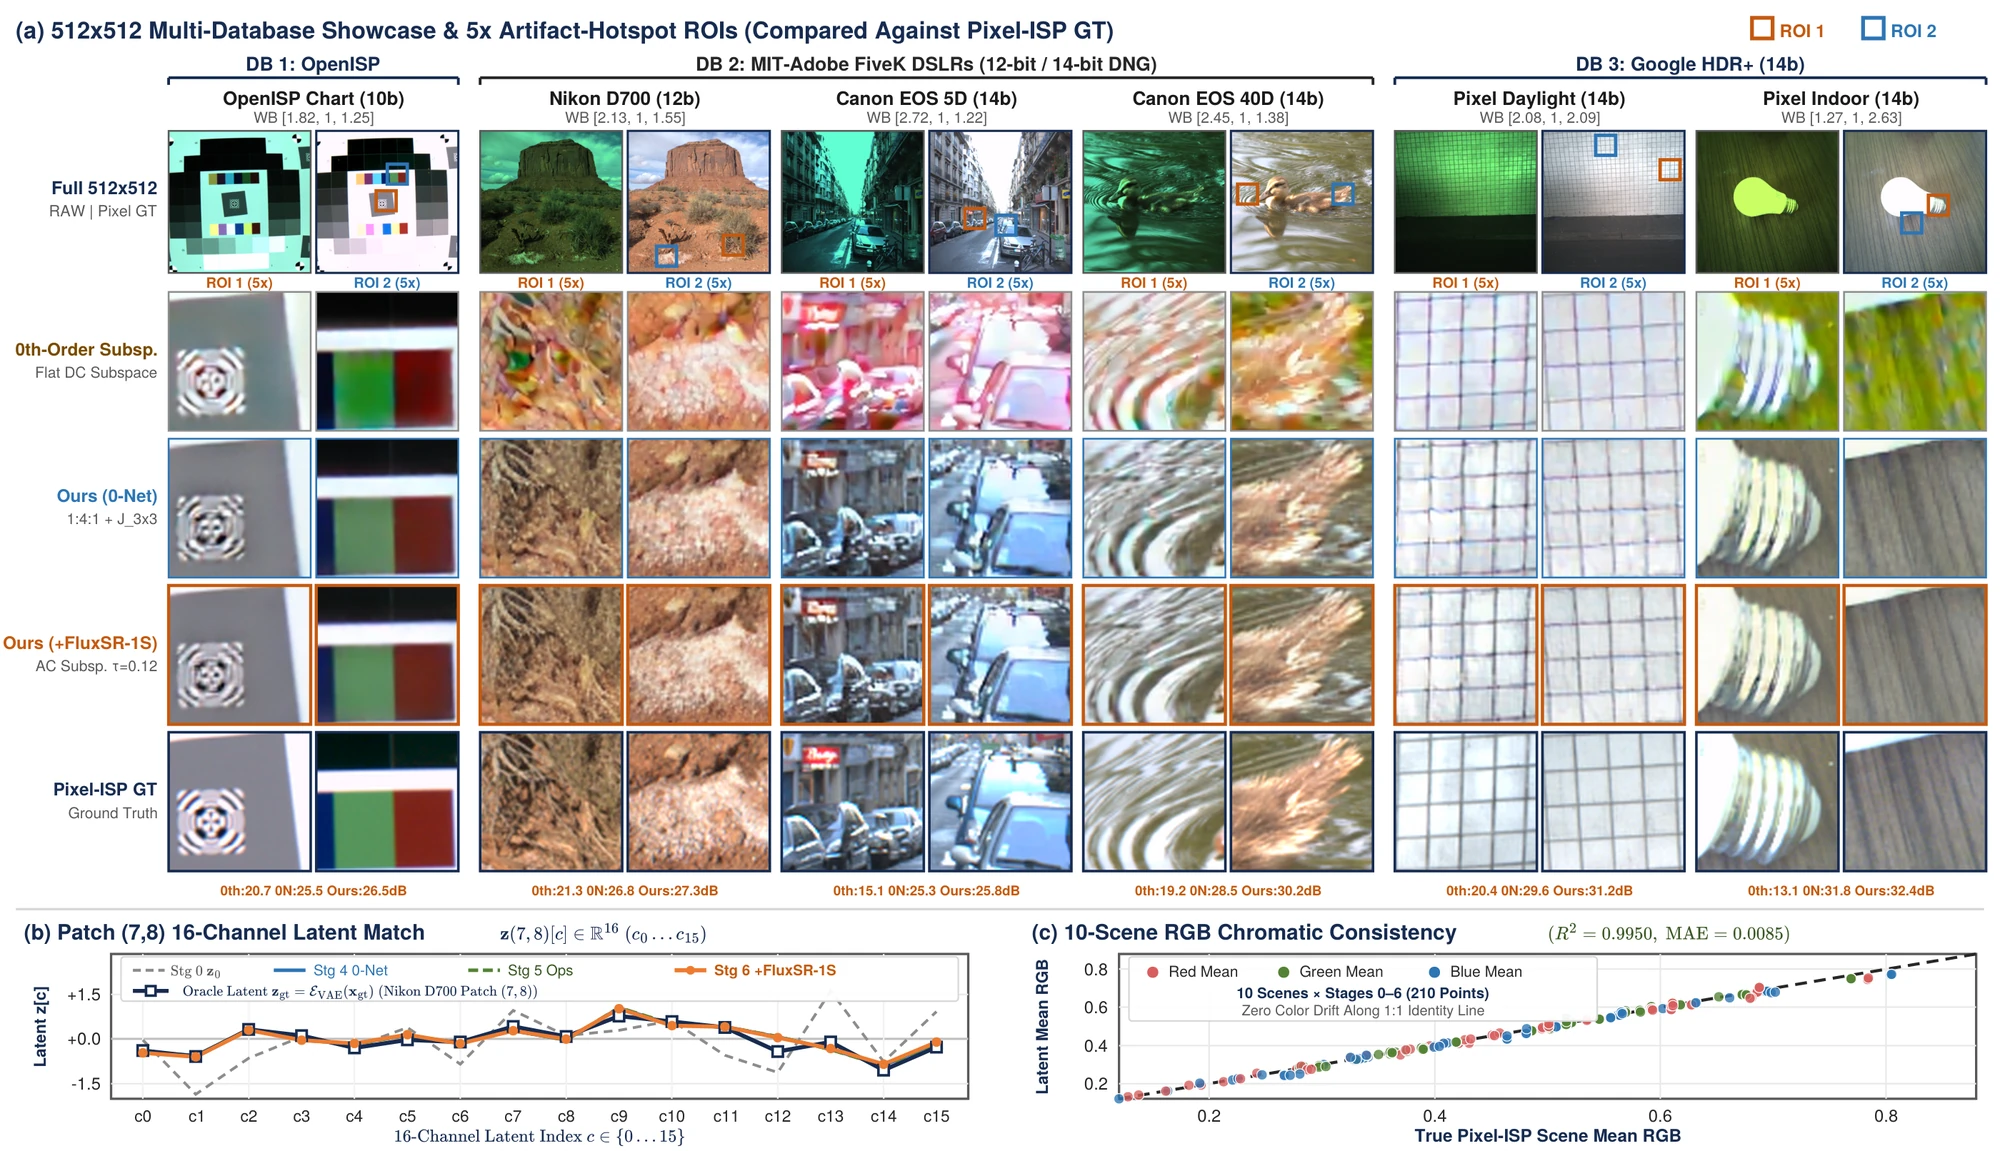 (a) 512x512 Multi-Database Showcase & 5x Artifact-Hotspot ROIs (Compared Against Pixel-ISP GT)
ROI 1
ROI 2
DB 1: OpenISP
DB 2: MIT-Adobe FiveK DSLRs (12-bit / 14-bit DNG)
DB 3: Google HDR+ (14b)
OpenISP Chart (10b)
Nikon D700 (12b)
Canon EOS 5D (14b)
Canon EOS 40D (14b)
Pixel Daylight (14b)
Pixel Indoor (14b)
WB [1.82, 1, 1.25]
WB [2.13, 1, 1.55]
WB [2.72, 1, 1.22]
WB [2.45, 1, 1.38]
WB [2.08, 1, 2.09]
WB [1.27, 1, 2.63]
Full 512x512
RAW | Pixel GT
ROI 1 (5x)
ROI 2 (5x)
ROI 1 (5x)
ROI 2 (5x)
ROI 1 (5x)
ROI 2 (5x)
ROI 1 (5x)
ROI 2 (5x)
ROI 1 (5x)
ROI 2 (5x)
ROI 1 (5x)
ROI 2 (5x)
0th-Order Subsp.
Flat DC Subspace
Ours (0-Net)
1:4:1 + J_3x3
Ours (+FluxSR-1S)
AC Subsp. τ=0.12
Pixel-ISP GT
Ground Truth
0th:20.7 0N:25.5 Ours:26.5dB
0th:21.3 0N:26.8 Ours:27.3dB
0th:15.1 0N:25.3 Ours:25.8dB
0th:19.2 0N:28.5 Ours:30.2dB
0th:20.4 0N:29.6 Ours:31.2dB
0th:13.1 0N:31.8 Ours:32.4dB
(b) Patch (7,8) 16-Channel Latent Match
z(7,8)[c] ∈ ℝ¹⁶ (c₀…c₁₅)
Stg 0 z₀
Stg 4 0-Net
Stg 5 Ops
Stg 6 +FluxSR-1S
Oracle Latent z_gt = ℰ_VAE(x_gt) (Nikon D700 Patch (7,8))
Latent z[c]
+1.5
+0.0
-1.5
c0 c1 c2 c3 c4 c5 c6 c7 c8 c9 c10 c11 c12 c13 c14 c15
16-Channel Latent Index c ∈ {0…15}
(c) 10-Scene RGB Chromatic Consistency
(R² = 0.9950, MAE = 0.0085)
Red Mean
Green Mean
Blue Mean
10 Scenes × Stages 0–6 (210 Points)
Zero Color Drift Along 1:1 Identity Line
Latent Mean RGB
0.8
0.6
0.4
0.2
0.2 0.4 0.6 0.8
True Pixel-ISP Scene Mean RGB